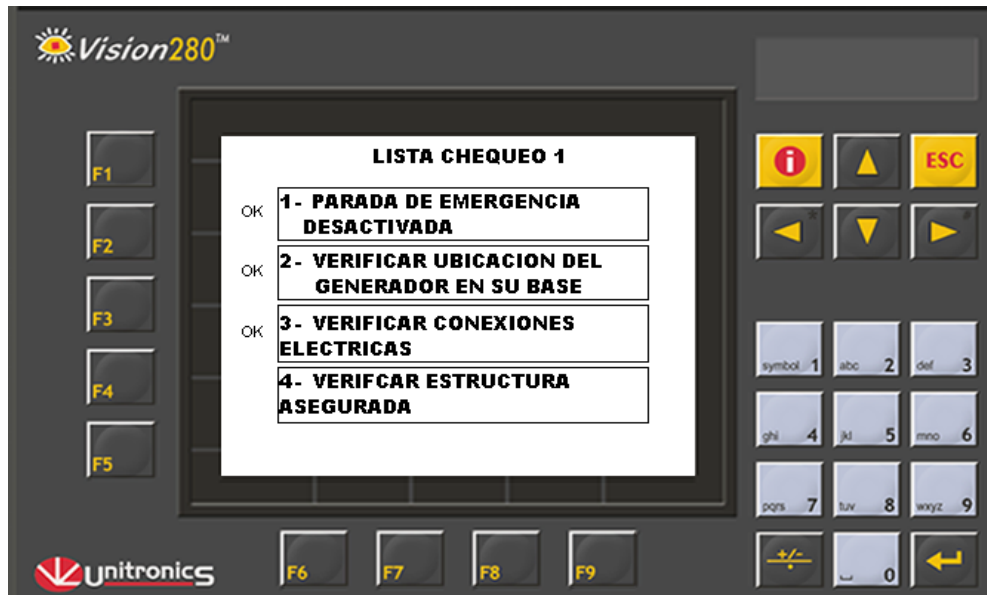 Vision280™
LISTA CHEQUEO 1
OK
1- PARADA DE EMERGENCIA
DESACTIVADA
OK
2- VERIFICAR UBICACION DEL
GENERADOR EN SU BASE
OK
3- VERIFICAR CONEXIONES
ELECTRICAS
4- VERIFCAR ESTRUCTURA
ASEGURADA
F1
F2
F3
F4
F5
F6
F7
F8
F9
i
ESC
*
#
symbol 1
abc 2
def 3
ghi 4
jkl 5
mno 6
pqrs 7
tuv 8
wxyz 9
+/-
0
unitronics